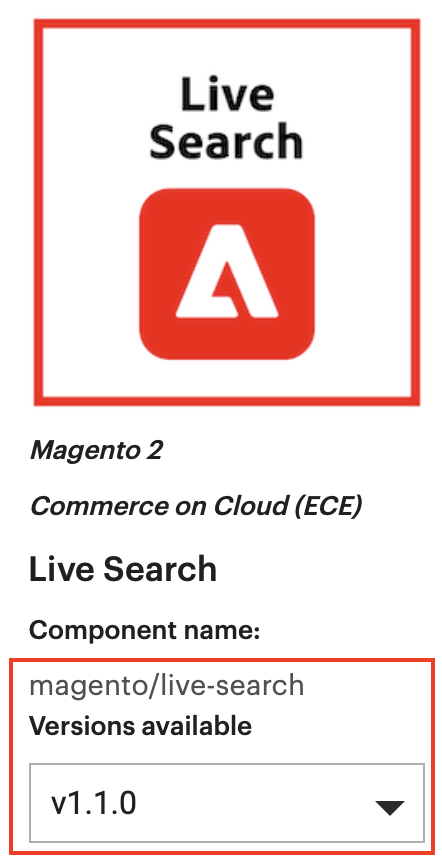 Live
Search
Magento 2
Commerce on Cloud (ECE)
Live Search
Component name:
magento/live-search
Versions available
v1.1.0